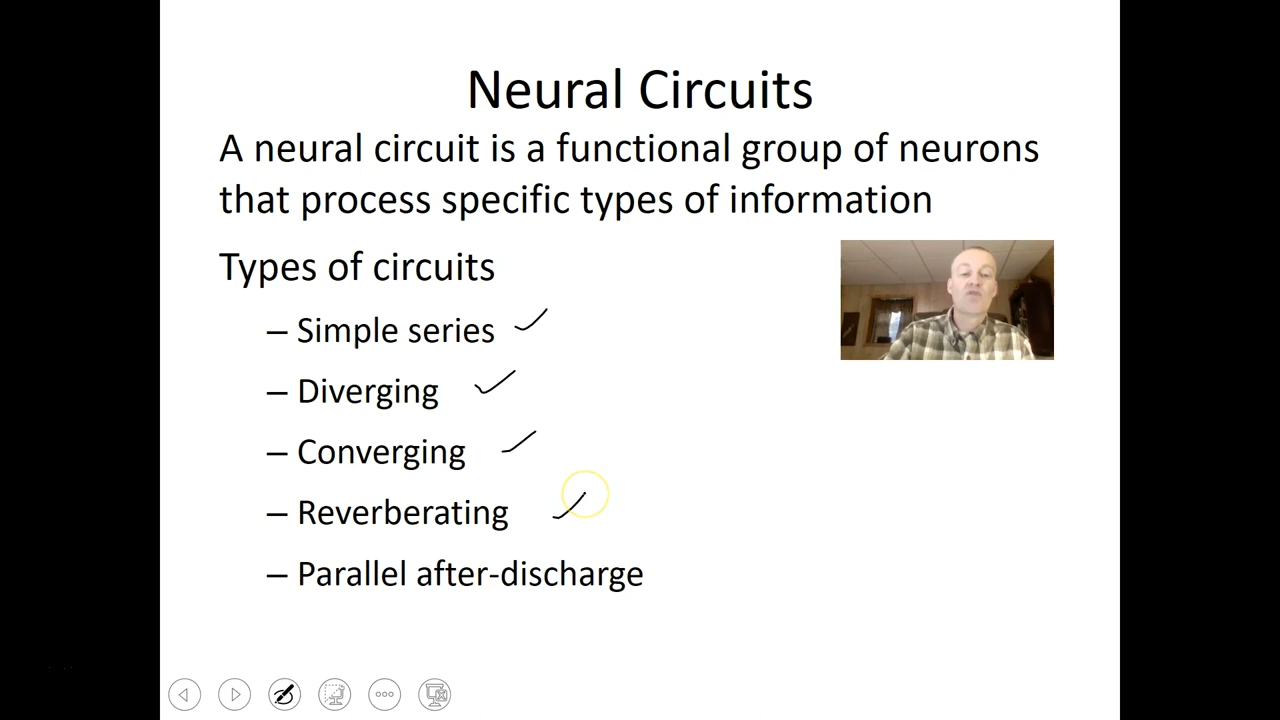 Neural Circuits
A neural circuit is a functional group of neurons
that process specific types of information
Types of circuits
– Simple series
– Diverging
– Converging
– Reverberating
– Parallel after-discharge